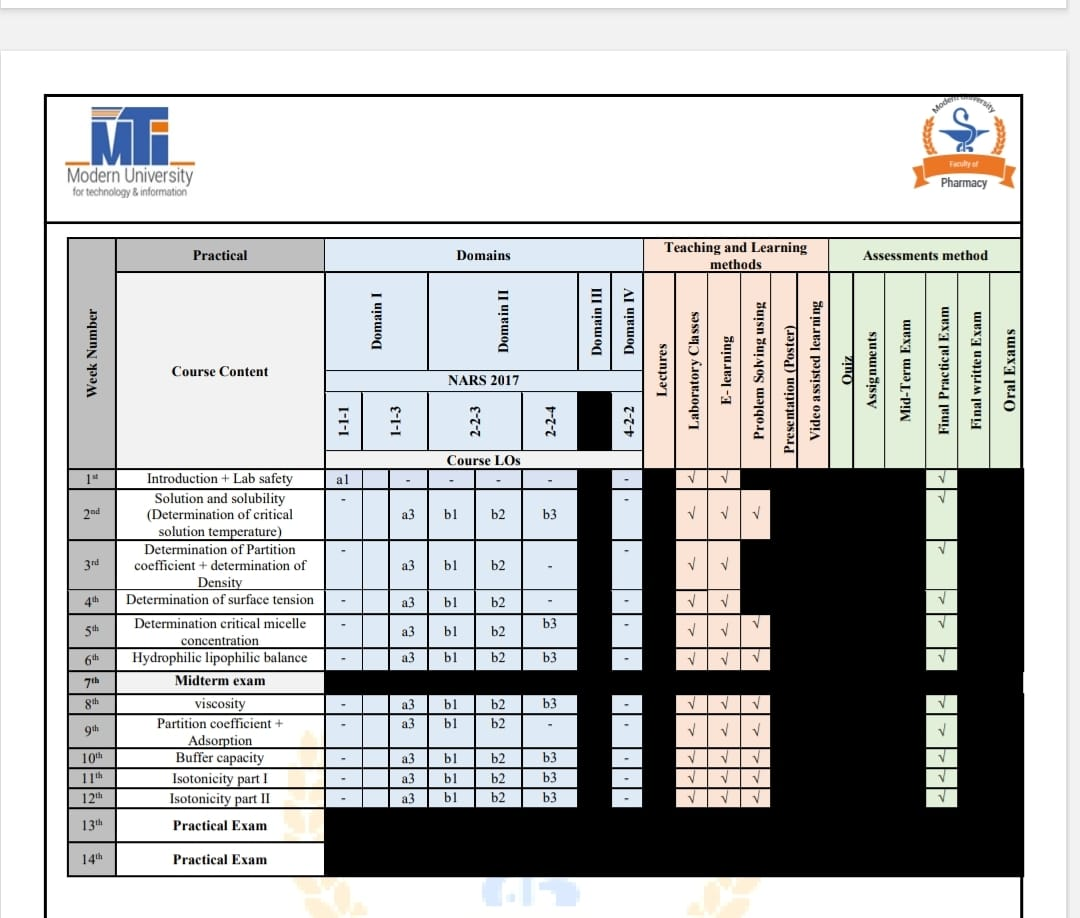 MTi
Modern University
for technology & information
Modern University
Faculty of
Pharmacy
Week Number
Practical
Domains
Teaching and Learning
methods
Assessments method
Course Content
Domain I
Domain II
Domain III
Domain IV
Lectures
Laboratory Classes
E- learning
Problem Solving using
Presentation (Poster)
Video assisted learning
Quiz
Assignments
Mid-Term Exam
Final Practical Exam
Final written Exam
Oral Exams
NARS 2017
1-1-1 1-1-3 2-2-3 2-2-4 4-2-2
Course LOs
1st Introduction + Lab safety a1 - - - - - √ √ √
2nd Solution and solubility
(Determination of critical
solution temperature) - a3 b1 b2 b3 - √ √ √ √
3rd Determination of Partition
coefficient + determination of
Density - a3 b1 b2 - - √ √ √
4th Determination of surface tension - a3 b1 b2 - - √ √ √
5th Determination critical micelle
concentration - a3 b1 b2 b3 - √ √ √ √
6th Hydrophilic lipophilic balance - a3 b1 b2 b3 - √ √ √ √
7th Midterm exam
8th viscosity - a3 b1 b2 b3 - √ √ √ √
9th Partition coefficient +
Adsorption - a3 b1 b2 - - √ √ √ √
10th Buffer capacity - a3 b1 b2 b3 - √ √ √ √
11th Isotonicity part I - a3 b1 b2 b3 - √ √ √ √
12th Isotonicity part II - a3 b1 b2 b3 - √ √ √ √
13th Practical Exam
14th Practical Exam